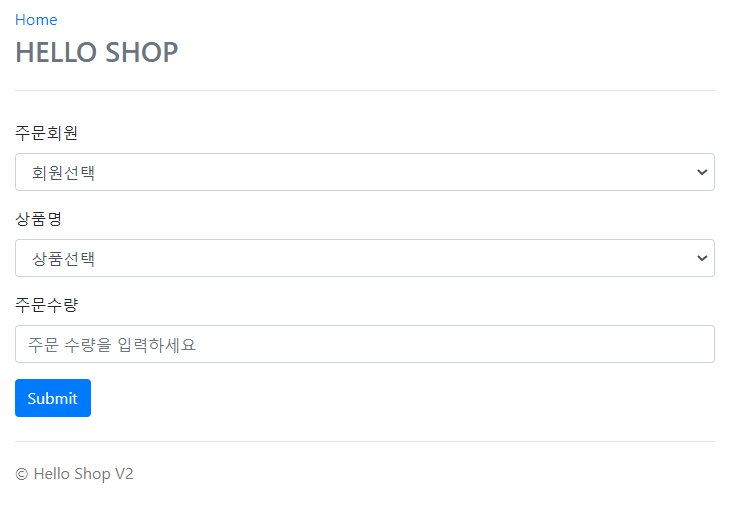 Home
HELLO SHOP
주문회원
회원선택
상품명
상품선택
주문수량
주문 수량을 입력하세요
Submit
© Hello Shop V2